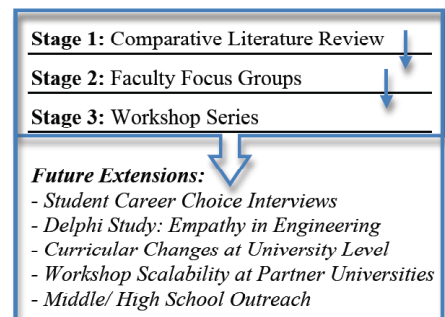 Stage 1: Comparative Literature Review
Stage 2: Faculty Focus Groups
Stage 3: Workshop Series
Future Extensions:
- Student Career Choice Interviews
- Delphi Study: Empathy in Engineering
- Curricular Changes at University Level
- Workshop Scalability at Partner Universities
- Middle/ High School Outreach